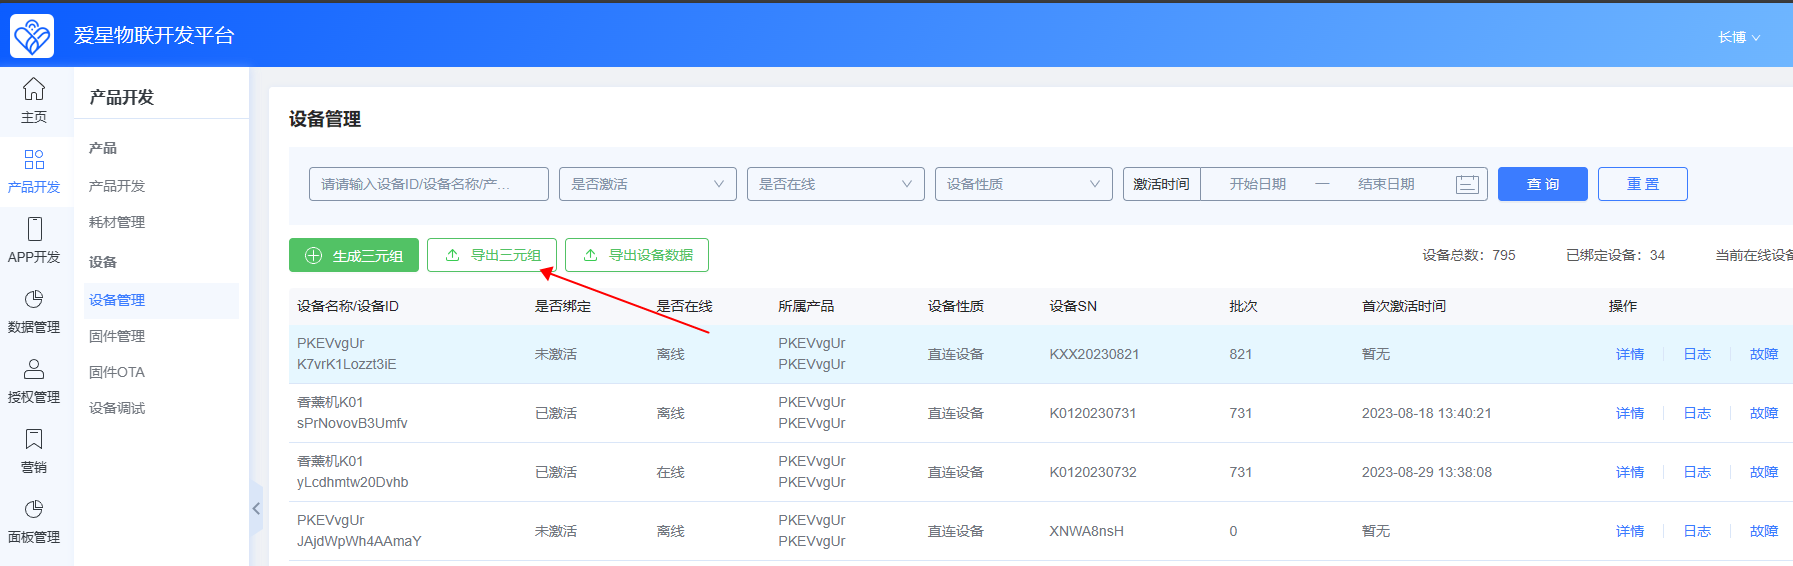 爱星物联开发平台
长博
主页
产品开发
APP开发
数据管理
授权管理
营销
面板管理
产品开发
产品
产品开发
耗材管理
设备
设备管理
固件管理
固件OTA
设备调试
设备管理
请请输入设备ID/设备名称/产...
是否激活
是否在线
设备性质
激活时间 开始日期 — 结束日期
查 询
重 置
生成三元组
导出三元组
导出设备数据
设备总数：795 已绑定设备：34 当前在线设备
设备名称/设备ID 是否绑定 是否在线 所属产品 设备性质 设备SN 批次 首次激活时间 操作
PKEVvgUr PKEVvgUr
未激活 离线 直连设备 KXX20230821 821 暂无 详情 日志 故障
K7vrK1Lozzt3iE PKEVvgUr
香薰机K01 PKEVvgUr
已激活 离线 直连设备 K0120230731 731 2023-08-18 13:40:21 详情 日志 故障
sPrNovovB3Umfv PKEVvgUr
香薰机K01 PKEVvgUr
已激活 在线 直连设备 K0120230732 731 2023-08-29 13:38:08 详情 日志 故障
yLcdhmtw20Dvhb PKEVvgUr
PKEVvgUr PKEVvgUr
未激活 离线 直连设备 XNWA8nsH 0 暂无 详情 日志 故障
JAjdWpWh4AAmaY PKEVvgUr